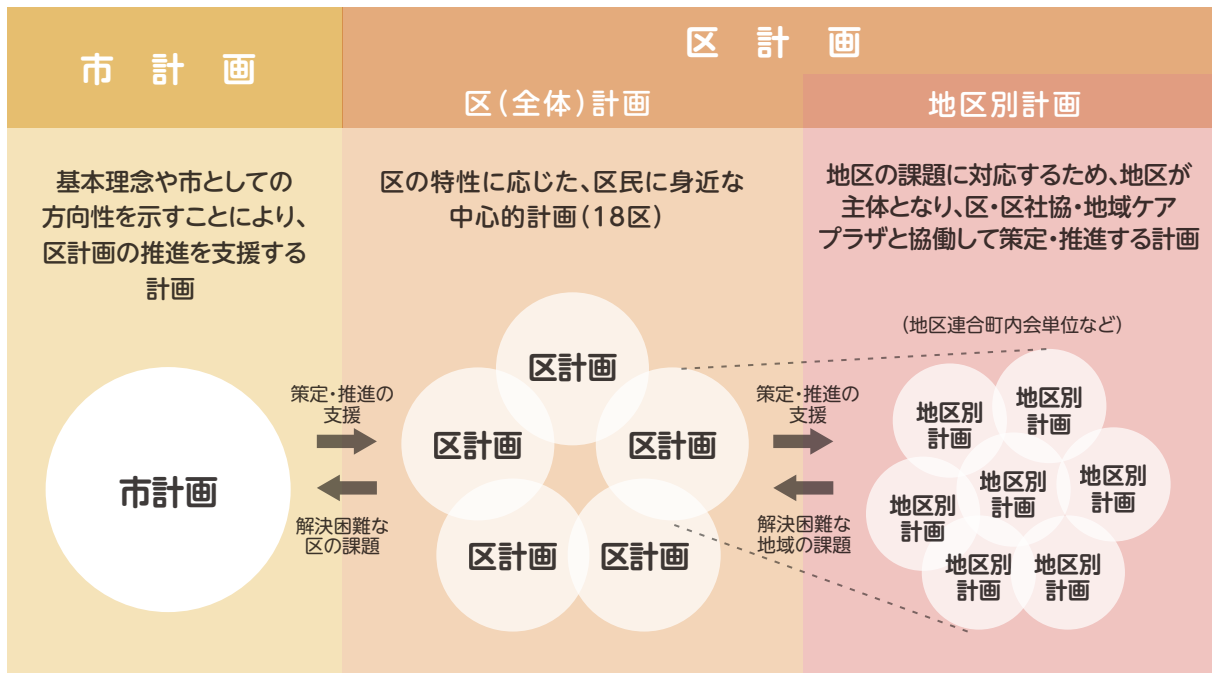 市計画
区計画
区(全体)計画
地区別計画
基本理念や市としての
方向性を示すことにより、
区計画の推進を支援する
計画
区の特性に応じた、区民に身近な
中心的計画(18区)
地区の課題に対応するため、地区が
主体となり、区・区社協・地域ケア
プラザと協働して策定・推進する計画
(地区連合町内会単位など)
市計画
策定・推進の
支援
解決困難な
区の課題
区計画
区計画
区計画
区計画
区計画
策定・推進の
支援
解決困難な
地域の課題
地区別
計画
地区別
計画
地区別
計画
地区別
計画
地区別
計画
地区別
計画
地区別
計画